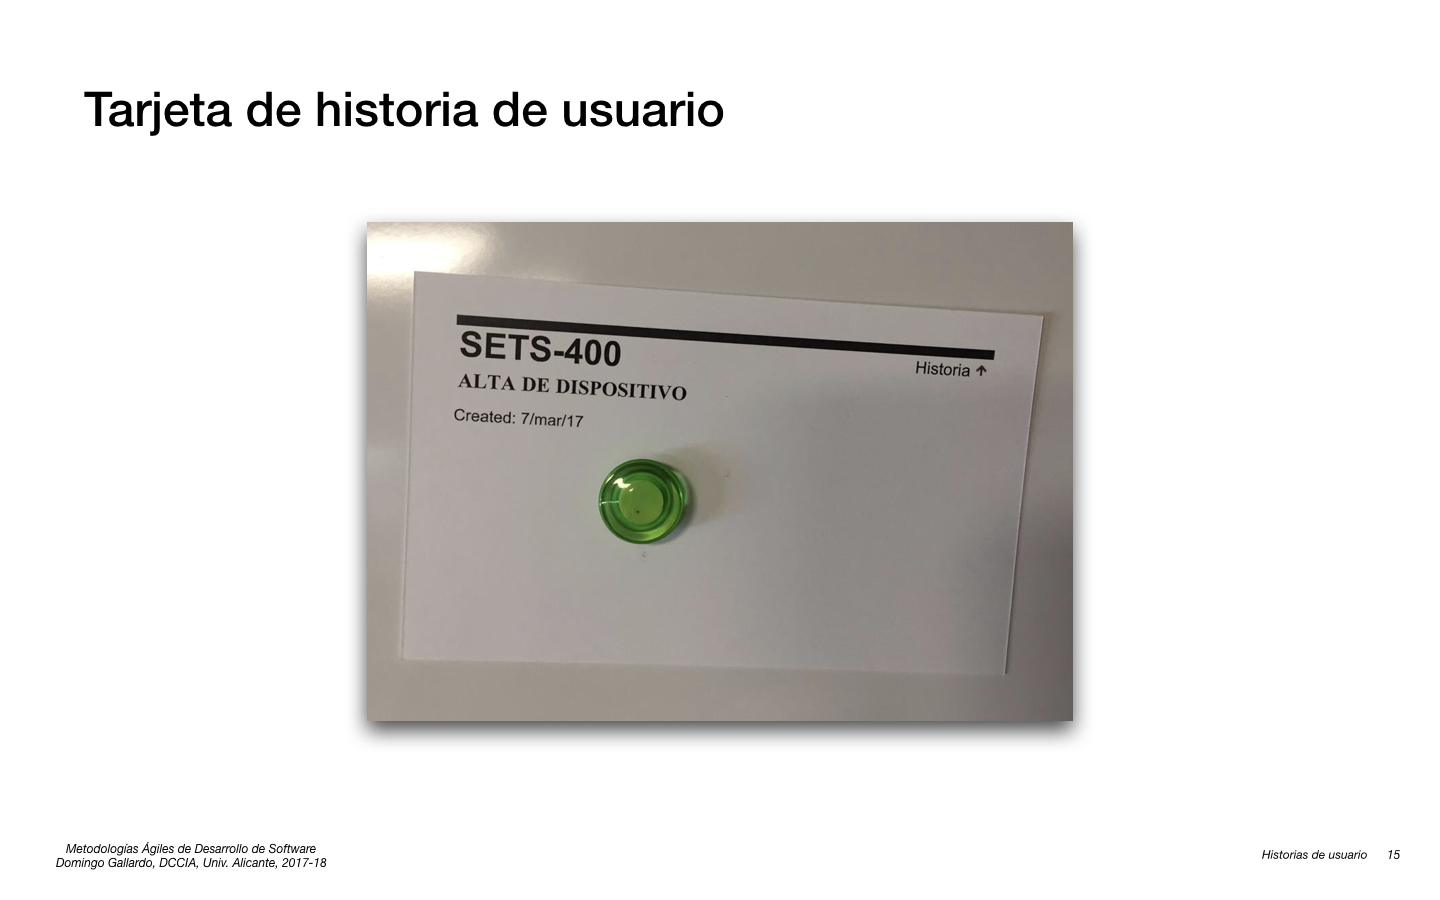 Tarjeta de historia de usuario
SETS-400
Historia ↑
ALTA DE DISPOSITIVO
Created: 7/mar/17
Metodologías Ágiles de Desarrollo de Software
Domingo Gallardo, DCCIA, Univ. Alicante, 2017-18
Historias de usuario 15